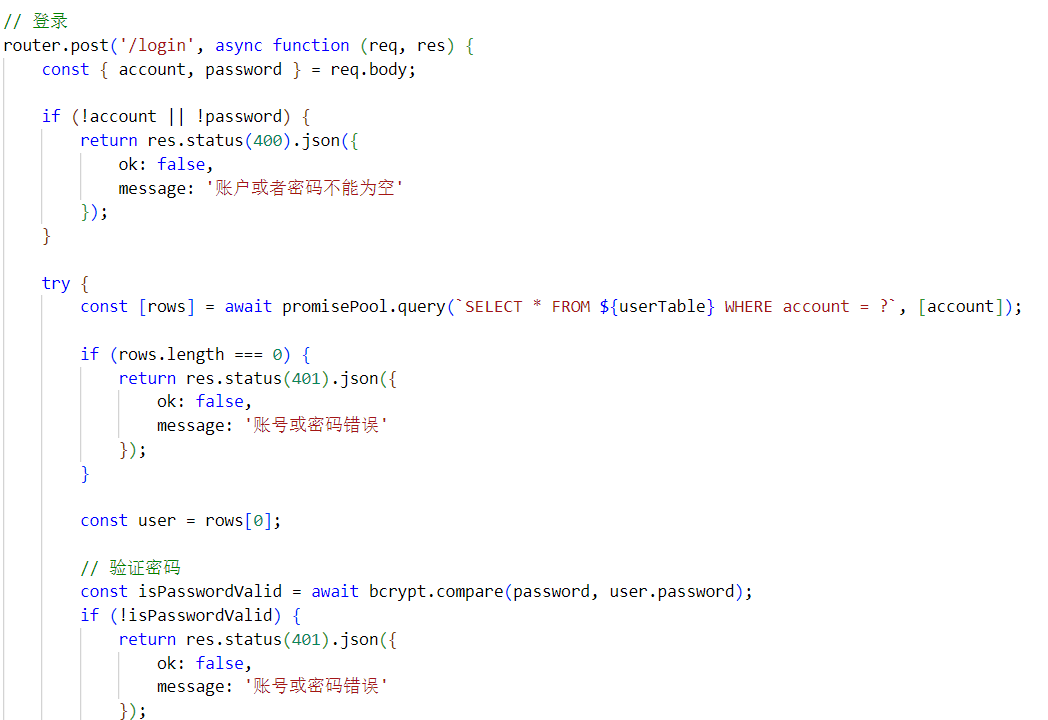 // 登录
router.post('/login', async function (req, res) {
    const { account, password } = req.body;

    if (!account || !password) {
        return res.status(400).json({
            ok: false,
            message: '账户或者密码不能为空'
        });
    }

    try {
        const [rows] = await promisePool.query(`SELECT * FROM ${userTable} WHERE account = ?`, [account]);

        if (rows.length === 0) {
            return res.status(401).json({
                ok: false,
                message: '账号或密码错误'
            });
        }

        const user = rows[0];

        // 验证密码
        const isPasswordValid = await bcrypt.compare(password, user.password);
        if (!isPasswordValid) {
            return res.status(401).json({
                ok: false,
                message: '账号或密码错误'
            });